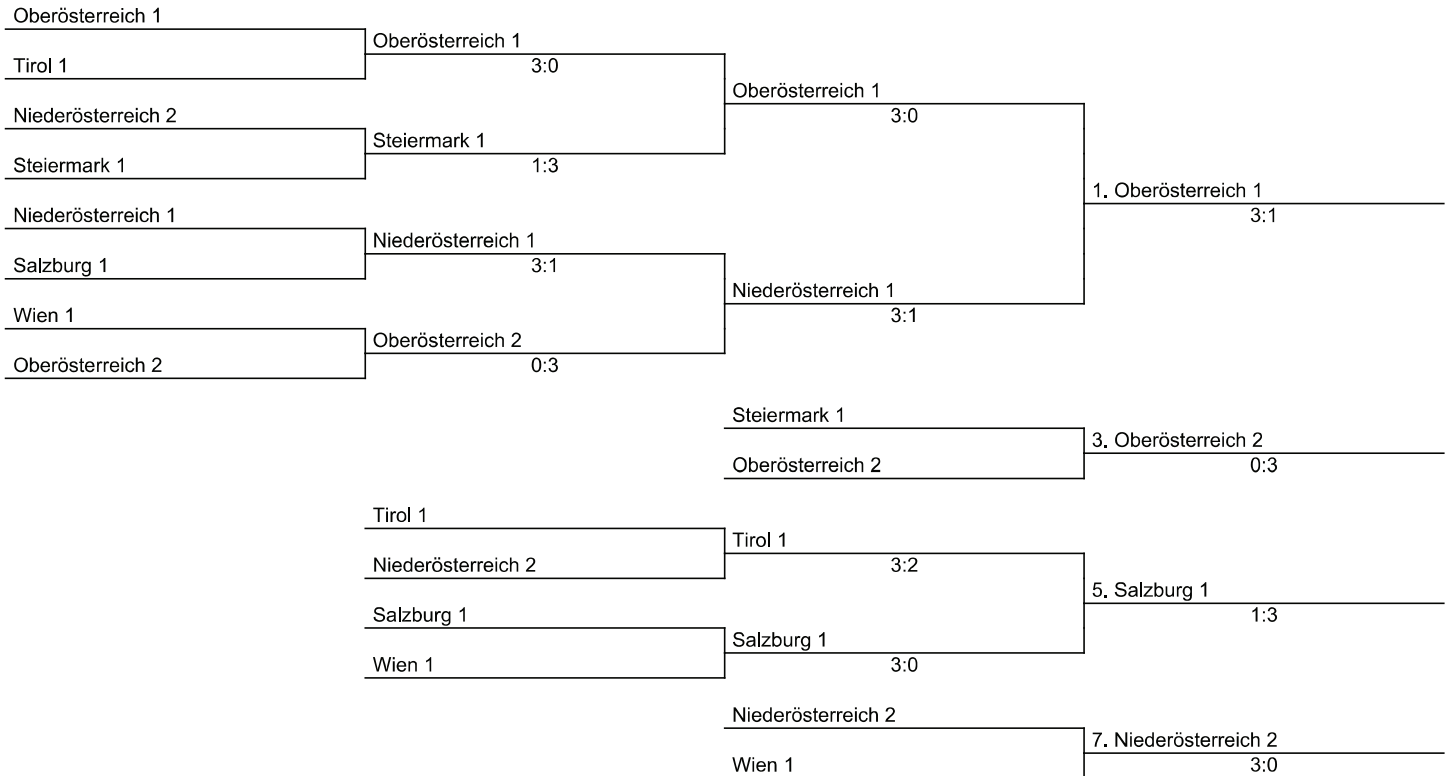 Oberösterreich 1
Oberösterreich 1
Tirol 1
3:0
Oberösterreich 1
Niederösterreich 2
3:0
Steiermark 1
Steiermark 1
1:3
1. Oberösterreich 1
Niederösterreich 1
3:1
Niederösterreich 1
Salzburg 1
3:1
Niederösterreich 1
Wien 1
3:1
Oberösterreich 2
Oberösterreich 2
0:3
Steiermark 1
3. Oberösterreich 2
Oberösterreich 2
0:3
Tirol 1
Tirol 1
Niederösterreich 2
3:2
5. Salzburg 1
Salzburg 1
1:3
Salzburg 1
Wien 1
3:0
Niederösterreich 2
7. Niederösterreich 2
Wien 1
3:0